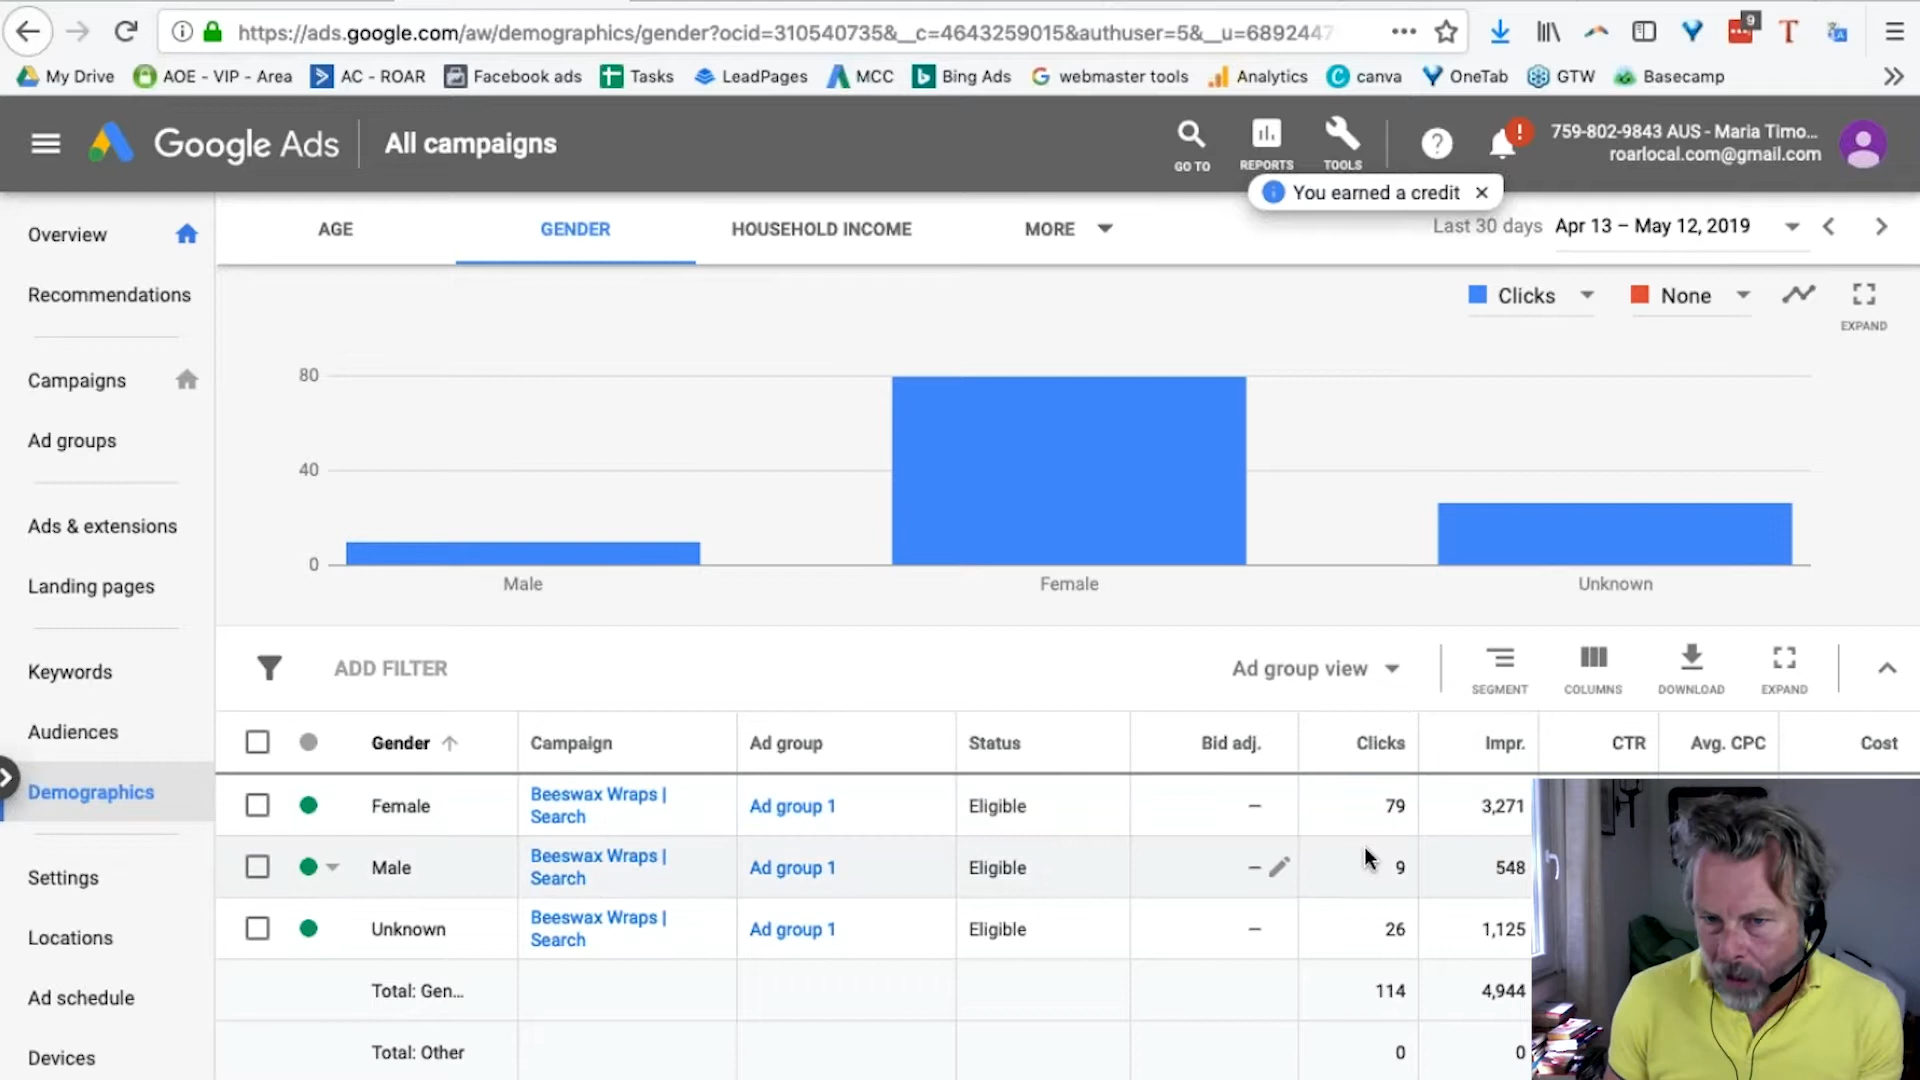 https://ads.google.com/aw/demographics/gender?ocid=310540735&__c=4643259015&authuser=5&__u=6892447
9
My Drive AOE - VIP - Area AC - ROAR Facebook ads Tasks LeadPages MCC Bing Ads webmaster tools Analytics canva OneTab GTW Basecamp
Google Ads All campaigns
GO TO REPORTS TOOLS
759-802-9843 AUS - Maria Timo...
roarlocal.com@gmail.com
You earned a credit
Overview
Recommendations
Campaigns
Ad groups
Ads & extensions
Landing pages
Keywords
Audiences
Demographics
Settings
Locations
Ad schedule
Devices
AGE GENDER HOUSEHOLD INCOME MORE
Last 30 days Apr 13 – May 12, 2019
Clicks None
EXPAND
80
40
0
Male Female Unknown
ADD FILTER Ad group view SEGMENT COLUMNS DOWNLOAD EXPAND
Gender Campaign Ad group Status Bid adj. Clicks Impr. CTR Avg. CPC Cost
Female Beeswax Wraps | Search Ad group 1 Eligible – 79 3,271
Male Beeswax Wraps | Search Ad group 1 Eligible – 9 548
Unknown Beeswax Wraps | Search Ad group 1 Eligible – 26 1,125
Total: Gen... 114 4,944
Total: Other 0 0